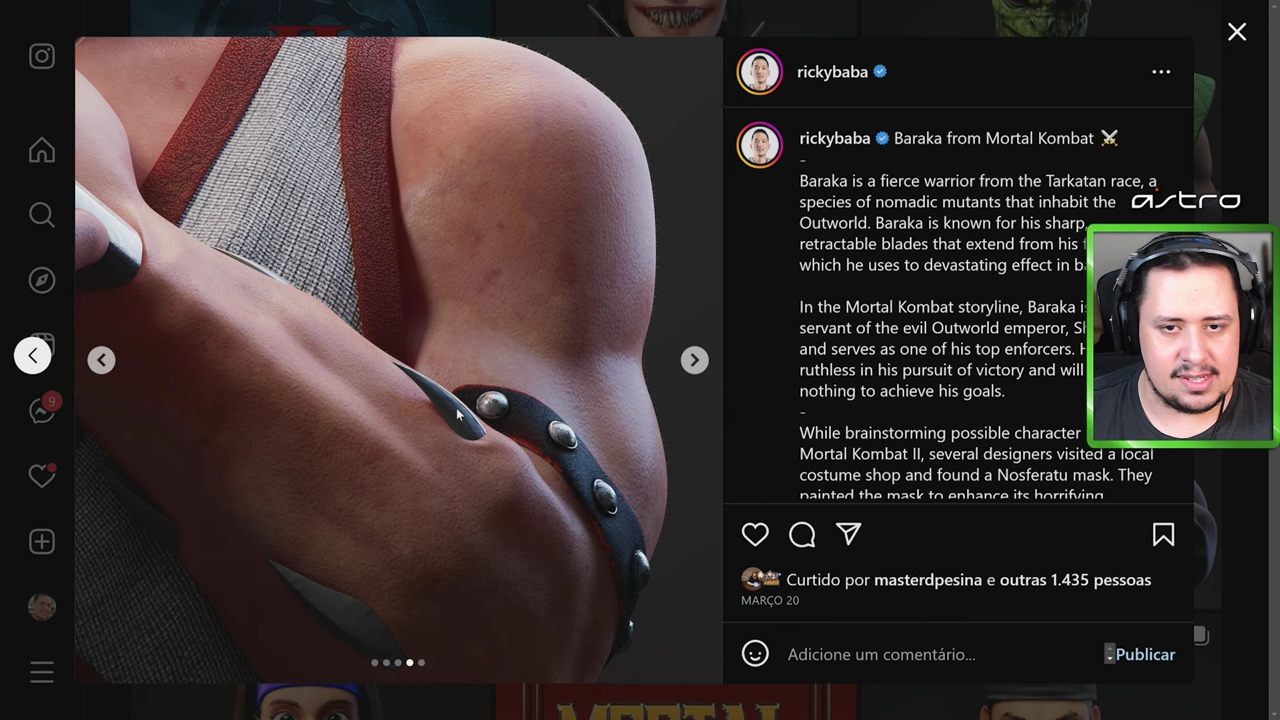 rickybaba
rickybaba Baraka from Mortal Kombat ⚔
-
Baraka is a fierce warrior from the Tarkatan race, a
species of nomadic mutants that inhabit the
Outworld. Baraka is known for his sharp,
retractable blades that extend from his
which he uses to devastating effect in
In the Mortal Kombat storyline, Baraka is
servant of the evil Outworld emperor,
and serves as one of his top enforcers.
ruthless in his pursuit of victory and will
nothing to achieve his goals.
-
While brainstorming possible character
Mortal Kombat II, several designers visited a local
costume shop and found a Nosferatu mask. They
painted the mask to enhance its horrifying
Curtido por masterdpesina e outras 1.435 pessoas
MARÇO 20
Adicione um comentário...
Publicar
astro
9
MORTAL